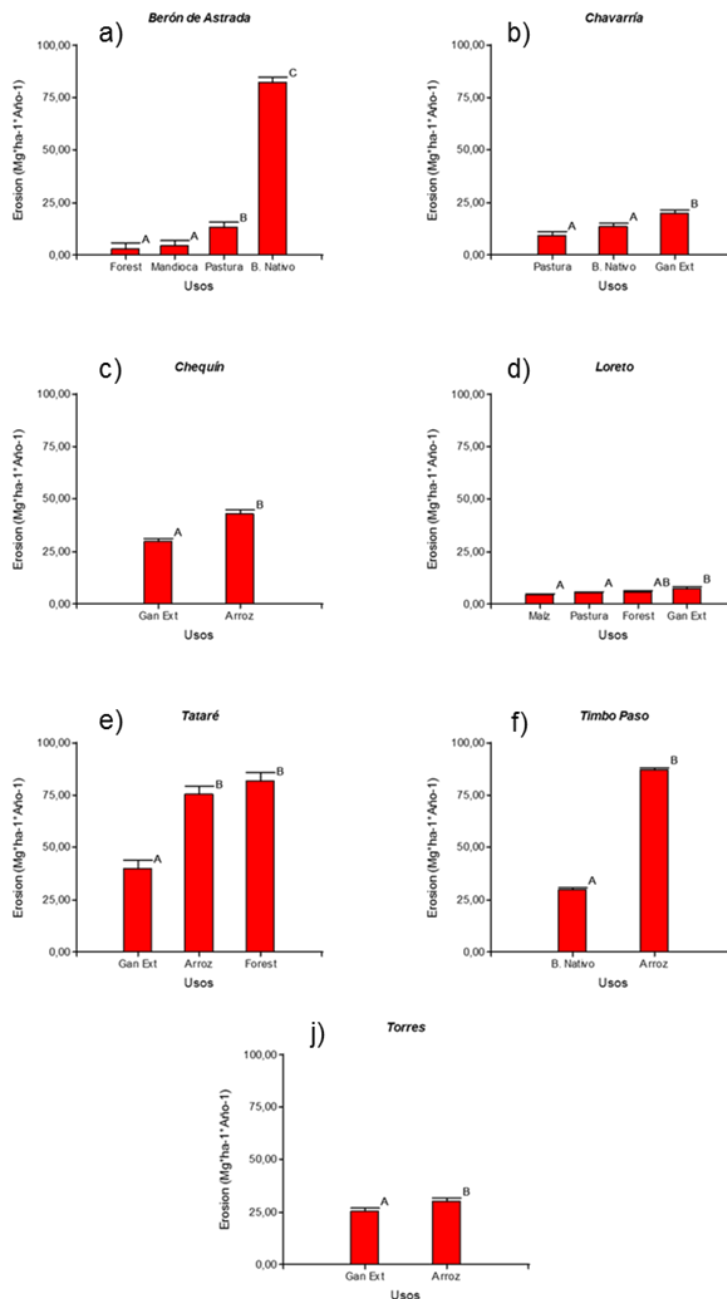 a)
Berón de Astrada
100,00
75,00
50,00
25,00
0,00
Erosion (Mg*ha-1*Año-1)
A
A
B
C
Forest Mandioca Pastura B. Nativo
Usos
b)
Chavarría
100,00
75,00
50,00
25,00
0,00
Erosion (Mg*ha-1*Año-1)
A
A
B
Pastura B. Nativo Gan Ext
Usos
c)
Chequín
100,00
75,00
50,00
25,00
0,00
Erosion (Mg*ha-1*Año-1)
A
B
Gan Ext Arroz
Usos
d)
Loreto
100,00
75,00
50,00
25,00
0,00
Erosion (Mg*ha-1*Año-1)
A
A
AB
B
Maíz Pastura Forest Gan Ext
Usos
e)
Tataré
100,00
75,00
50,00
25,00
0,00
Erosion (Mg*ha-1*Año-1)
A
B
B
Gan Ext Arroz Forest
Usos
f)
Timbo Paso
100,00
75,00
50,00
25,00
0,00
Erosion (Mg*ha-1*Año-1)
A
B
B. Nativo Arroz
Usos
j)
Torres
100,00
75,00
50,00
25,00
0,00
Erosion (Mg*ha-1*Año-1)
A
B
Gan Ext Arroz
Usos